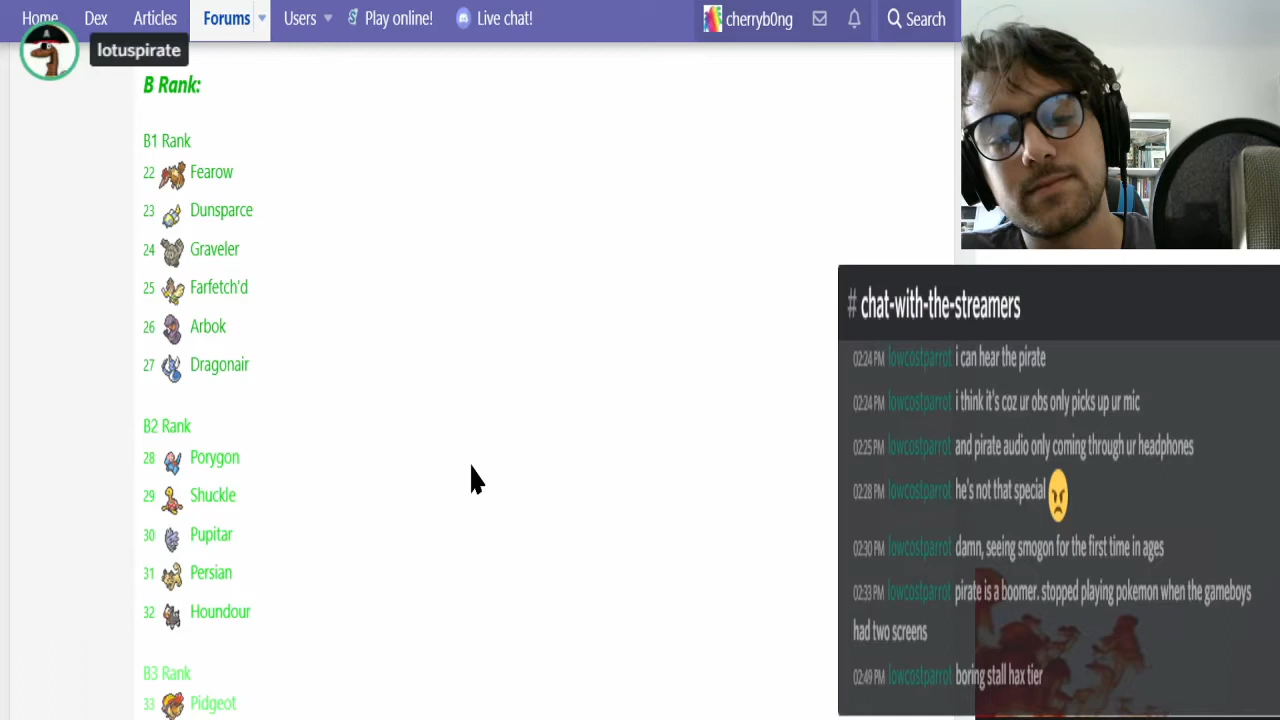 Home Dex Articles Forums Users Play online! Live chat! cherryb0ng Search
A
lotuspirate
B Rank:
B1 Rank
22 Fearow
23 Dunsparce
24 Graveler
25 Farfetch'd
26 Arbok
27 Dragonair
B2 Rank
28 Porygon
29 Shuckle
30 Pupitar
31 Persian
32 Houndour
B3 Rank
33 Pidgeot
# chat-with-the-streamers
02:24 PM lowcostparrot i can hear the pirate
02:24 PM lowcostparrot i think it's coz ur obs only picks up ur mic
02:25 PM lowcostparrot and pirate audio only coming through ur headphones
02:28 PM lowcostparrot he's not that special
02:30 PM lowcostparrot damn, seeing smogon for the first time in ages
02:33 PM lowcostparrot pirate is a boomer. stopped playing pokemon when the gameboys
had two screens
02:49 PM lowcostparrot boring stall hax tier